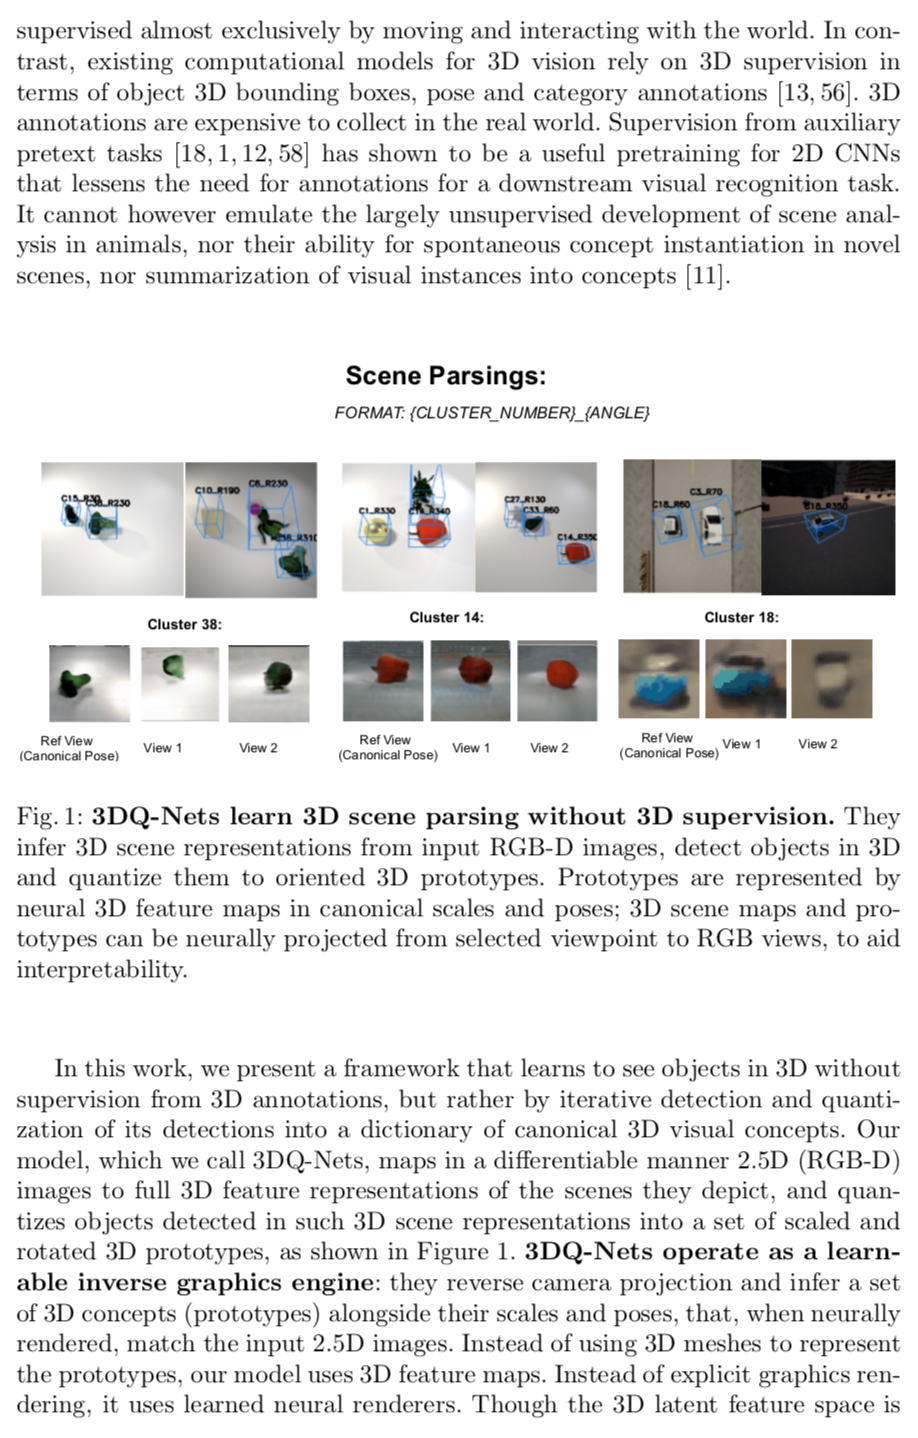 supervised almost exclusively by moving and interacting with the world. In con-
trast, existing computational models for 3D vision rely on 3D supervision in
terms of object 3D bounding boxes, pose and category annotations [13, 56]. 3D
annotations are expensive to collect in the real world. Supervision from auxiliary
pretext tasks [18, 1, 12, 58] has shown to be a useful pretraining for 2D CNNs
that lessens the need for annotations for a downstream visual recognition task.
It cannot however emulate the largely unsupervised development of scene anal-
ysis in animals, nor their ability for spontaneous concept instantiation in novel
scenes, nor summarization of visual instances into concepts [11].
Scene Parsings:
FORMAT: {CLUSTER_NUMBER}_{ANGLE}
C10_R190
C6_R230
C1_R330
C27_R130
C33_R60
C14_R350
C3_R70
C18_R60
Cluster 38:
Cluster 14:
Cluster 18:
Ref View
(Canonical Pose)
View 1
View 2
Ref View
(Canonical Pose)
View 1
View 2
Ref View
(Canonical Pose)
View 1
View 2
Fig. 1: 3DQ-Nets learn 3D scene parsing without 3D supervision. They
infer 3D scene representations from input RGB-D images, detect objects in 3D
and quantize them to oriented 3D prototypes. Prototypes are represented by
neural 3D feature maps in canonical scales and poses; 3D scene maps and pro-
totypes can be neurally projected from selected viewpoint to RGB views, to aid
interpretability.
In this work, we present a framework that learns to see objects in 3D without
supervision from 3D annotations, but rather by iterative detection and quanti-
zation of its detections into a dictionary of canonical 3D visual concepts. Our
model, which we call 3DQ-Nets, maps in a differentiable manner 2.5D (RGB-D)
images to full 3D feature representations of the scenes they depict, and quan-
tizes objects detected in such 3D scene representations into a set of scaled and
rotated 3D prototypes, as shown in Figure 1. 3DQ-Nets operate as a learn-
able inverse graphics engine: they reverse camera projection and infer a set
of 3D concepts (prototypes) alongside their scales and poses, that, when neurally
rendered, match the input 2.5D images. Instead of using 3D meshes to represent
the prototypes, our model uses 3D feature maps. Instead of explicit graphics ren-
dering, it uses learned neural renderers. Though the 3D latent feature space is